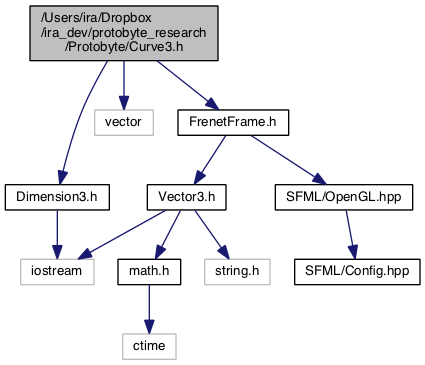 /Users/ira/Dropbox
/ira_dev/protobyte_research
/Protobyte/Curve3.h
vector
FrenetFrame.h
Dimension3.h
Vector3.h
SFML/OpenGL.hpp
iostream
math.h
string.h
SFML/Config.hpp
ctime